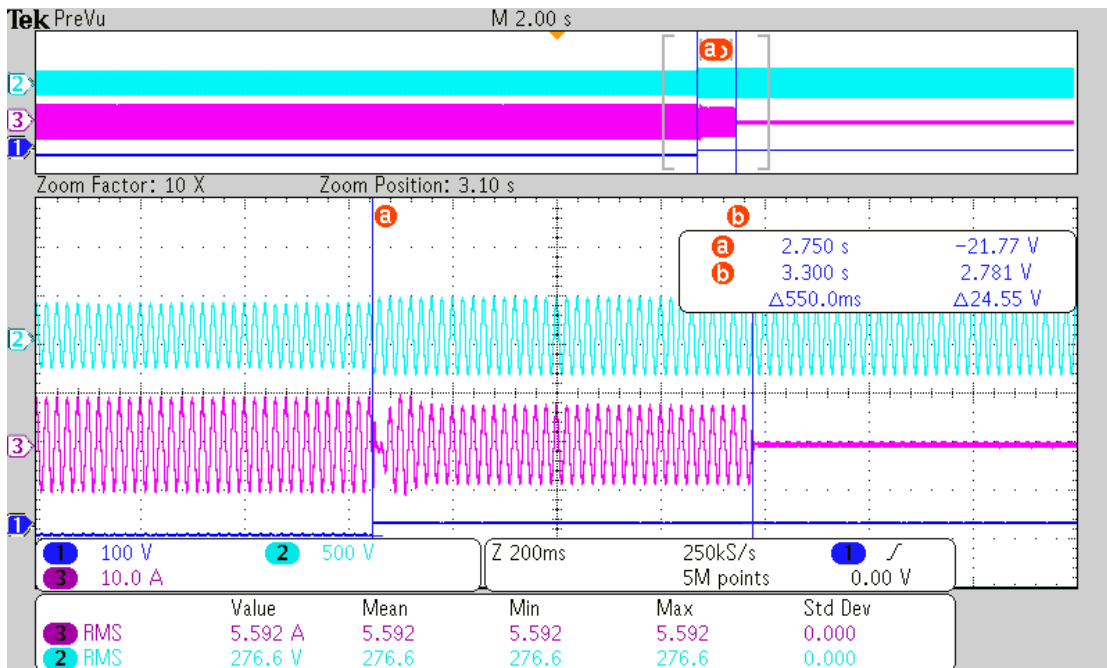 Tek PreVu M 2.00 s
a b
2
3
1
Zoom Factor: 10 X Zoom Position: 3.10 s
a b
a 2.750 s -21.77 V
b 3.300 s 2.781 V
Δ550.0ms Δ24.55 V
2
3
1
1 100 V 2 500 V Z 200ms 250kS/s 1
3 10.0 A 5M points 0.00 V
Value Mean Min Max Std Dev
3 RMS 5.592 A 5.592 5.592 5.592 0.000
2 RMS 276.6 V 276.6 276.6 276.6 0.000